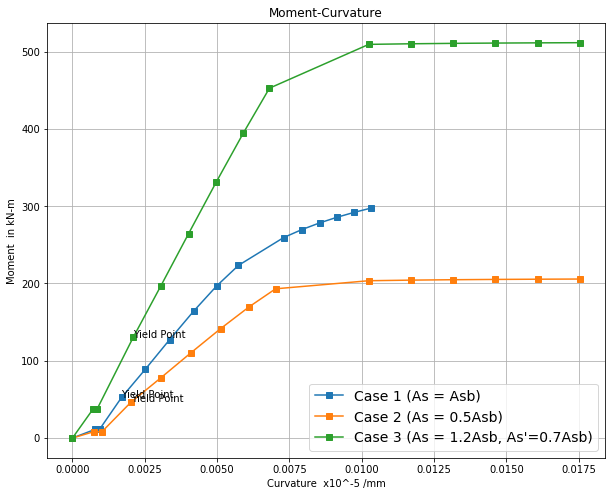 Moment-Curvature
500
400
300
200
100
0
Moment  in kN-m
Yield Point
Yield Point
Yield Point
Case 1 (As = Asb)
Case 2 (As = 0.5Asb)
Case 3 (As = 1.2Asb, As'=0.7Asb)
0.0000 0.0025 0.0050 0.0075 0.0100 0.0125 0.0150 0.0175
Curvature  x10^-5 /mm